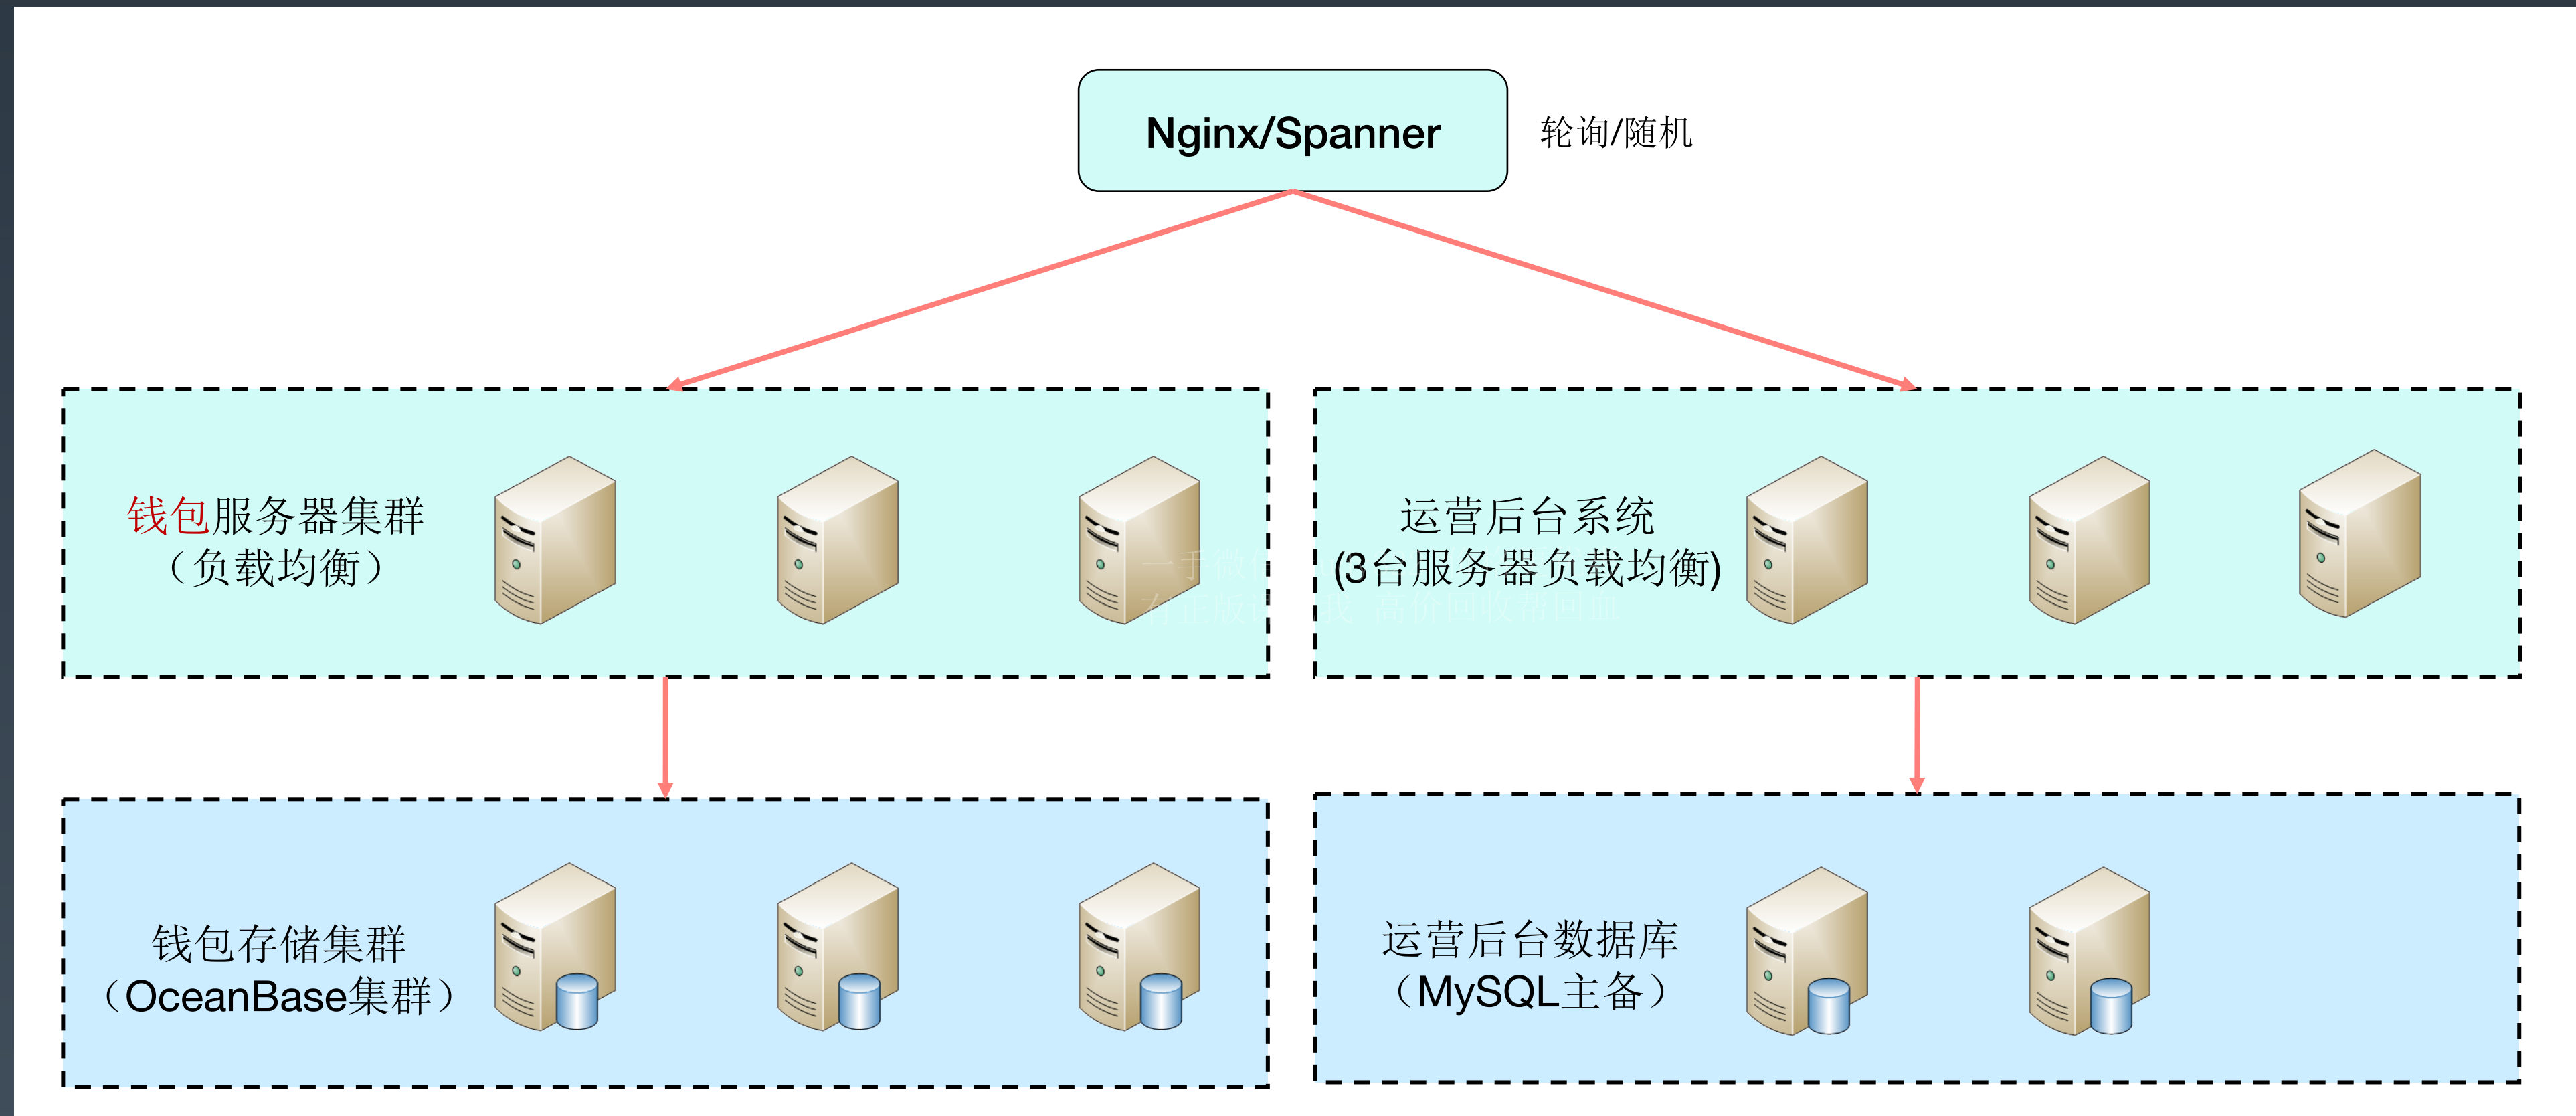 Nginx/Spanner
轮询/随机
钱包服务器集群
（负载均衡）
运营后台系统
(3台服务器负载均衡)
钱包存储集群
（OceanBase集群）
运营后台数据库
（MySQL主备）